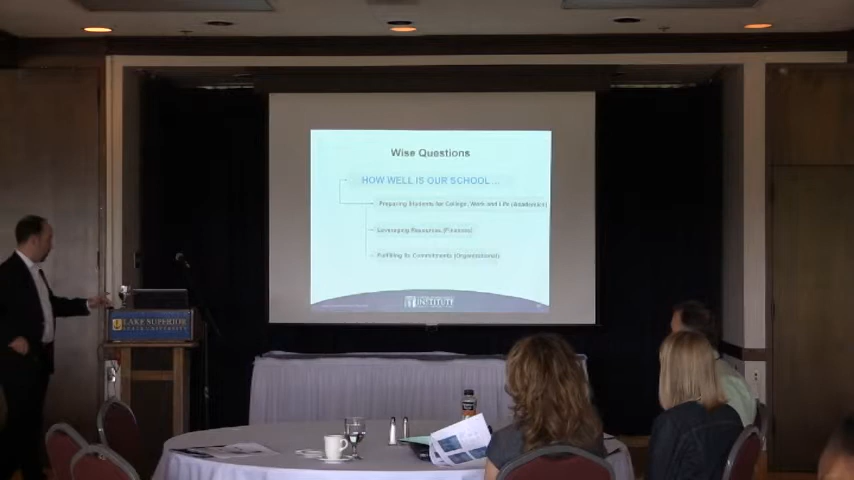 Wise Questions
HOW WELL IS OUR SCHOOL...
Preparing Students for College, Work and Life (Academics)
Leveraging Resources (Finances)
Fulfilling Its Commitments (Organizational)
INSTITUTE
LAKE SUPERIOR
STATE UNIVERSITY